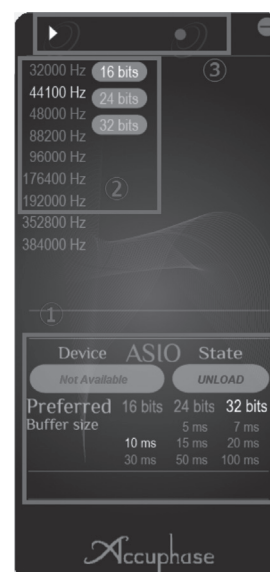 ③
32000 Hz 16 bits
44100 Hz 24 bits
48000 Hz 32 bits
88200 Hz
96000 Hz
176400 Hz ②
192000 Hz
352800 Hz
384000 Hz
①
Device ASIO State
Not Available UNLOAD
Preferred 16 bits 24 bits 32 bits
Buffer size 5 ms 7 ms
10 ms 15 ms 20 ms
30 ms 50 ms 100 ms
Accuphase